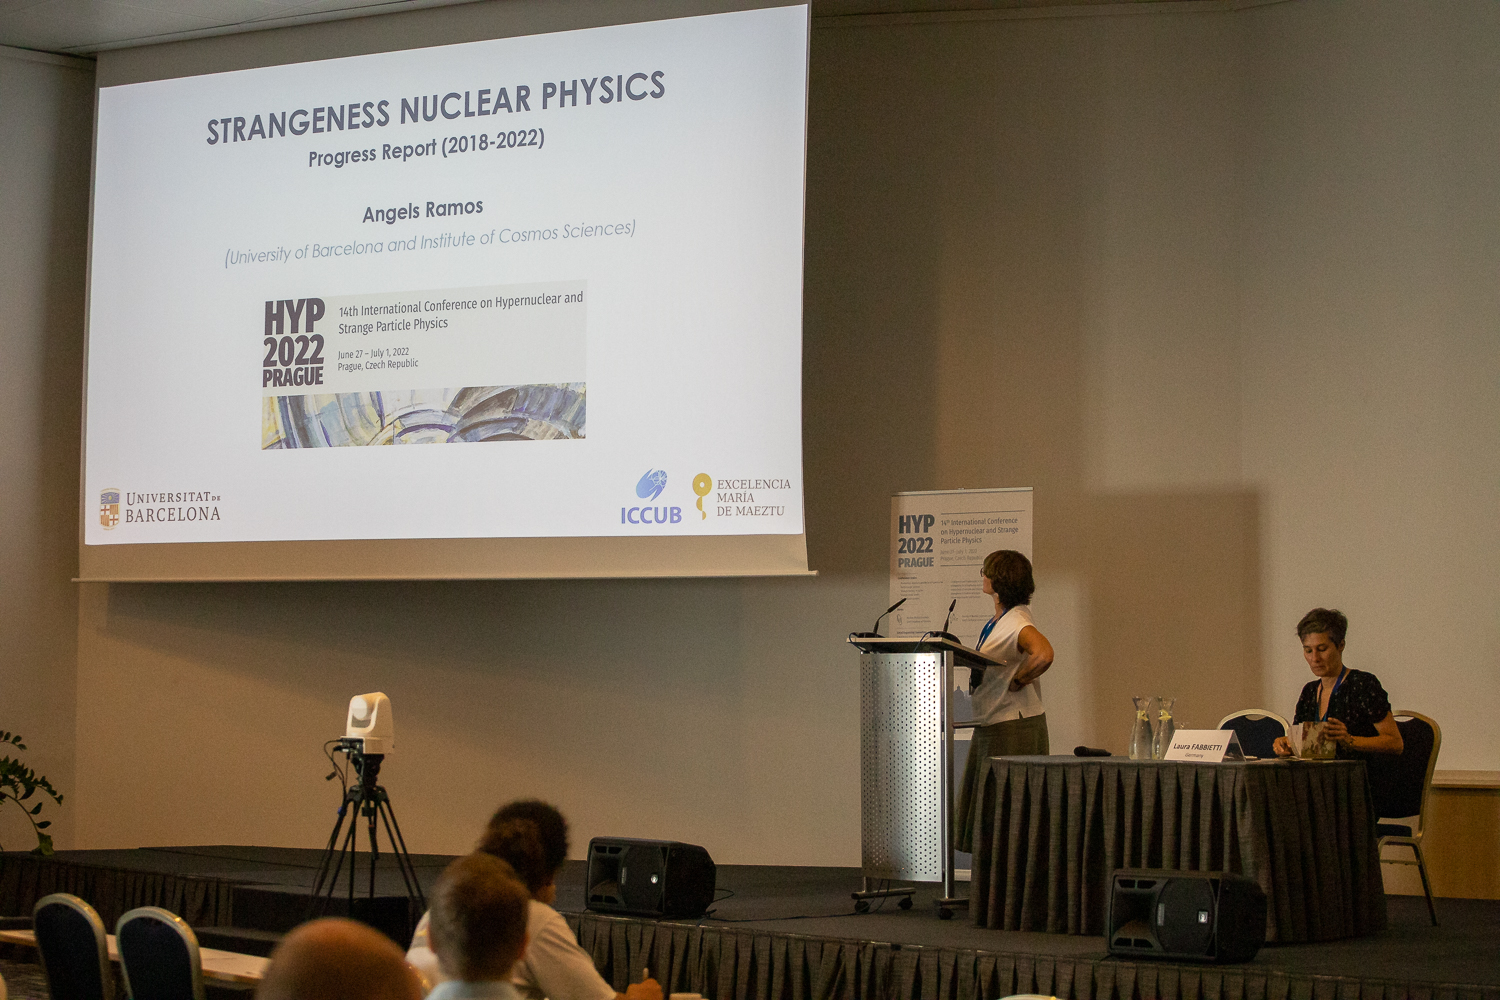 STRANGENESS NUCLEAR PHYSICS
Progress Report (2018-2022)
Angels Ramos
(University of Barcelona and Institute of Cosmos Sciences)
HYP
2022
PRAGUE
14th International Conference on Hypernuclear and
Strange Particle Physics
June 27 – July 1, 2022
Prague, Czech Republic
UNIVERSITAT DE
BARCELONA
ICCUB
EXCELENCIA
MARÍA
DE MAEZTU
HYP
2022
PRAGUE
14th International Conference
on Hypernuclear and Strange
Particle Physics
Laura FABBIETTI
Germany